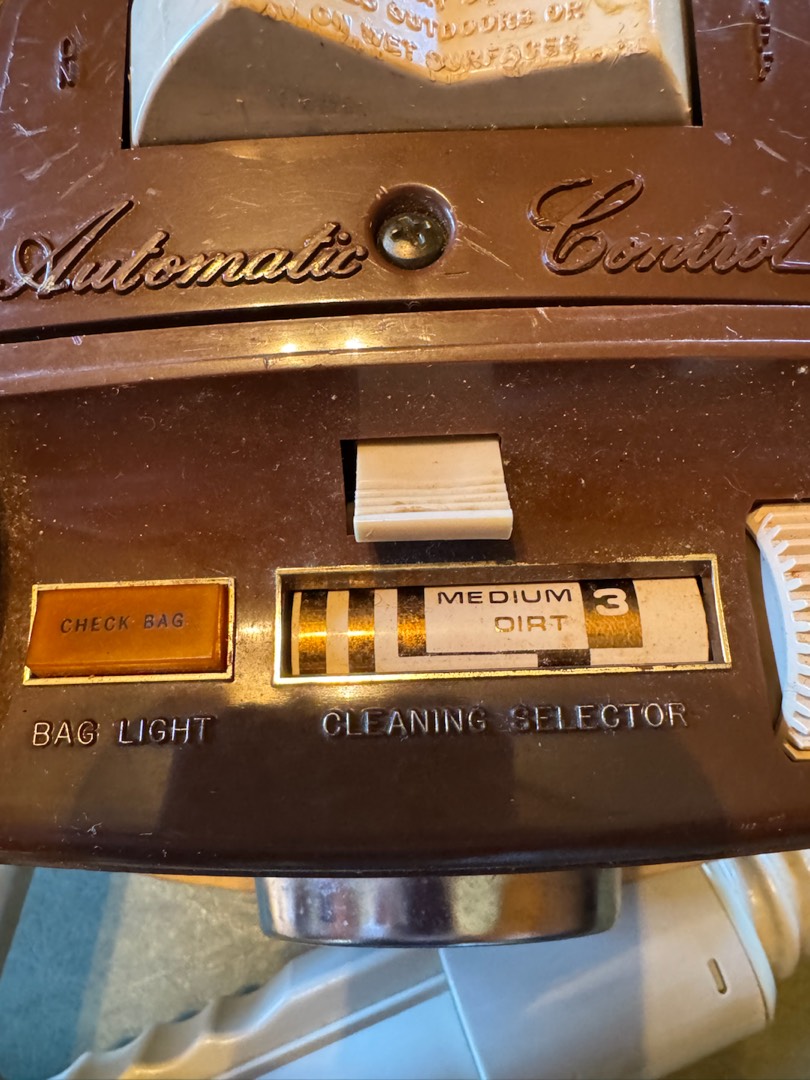 OUTDOORS OR
ON WET SURFACES
Automatic Control
CHECK BAG
MEDIUM 3
DIRT
BAG LIGHT
CLEANING SELECTOR